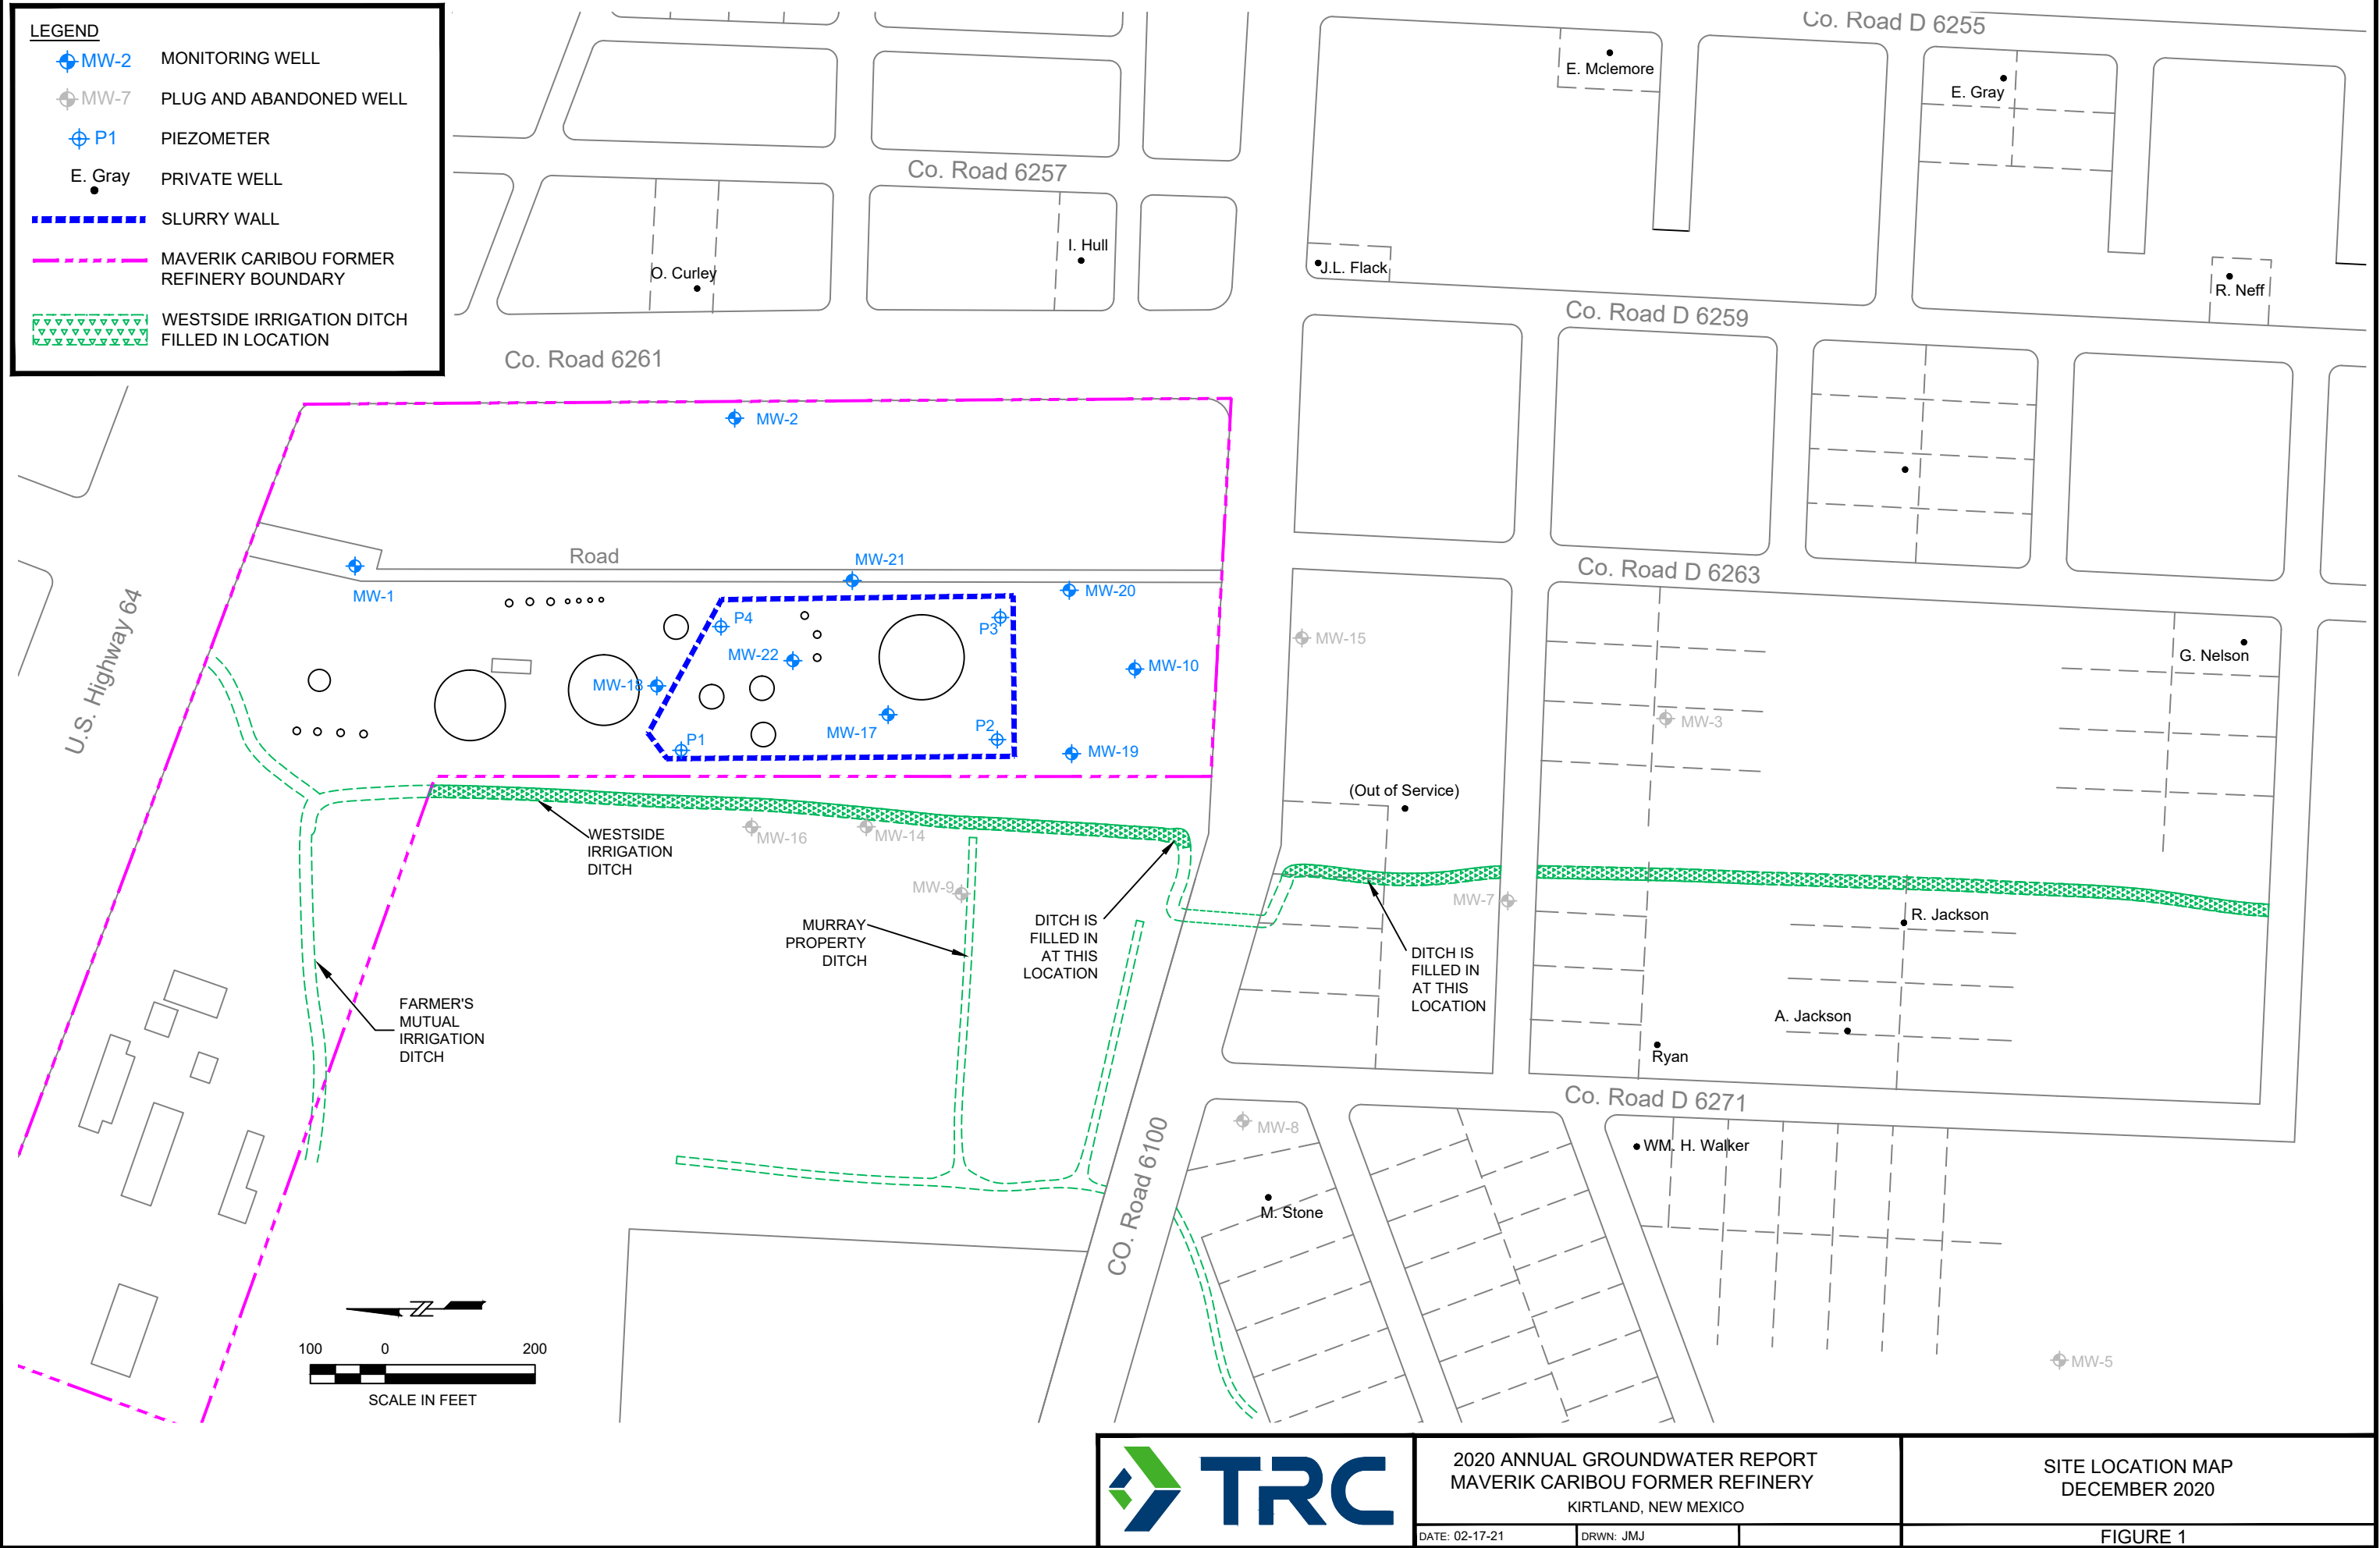 LEGEND
MW-2 MONITORING WELL
MW-7 PLUG AND ABANDONED WELL
P1 PIEZOMETER
E. Gray PRIVATE WELL
SLURRY WALL
MAVERIK CARIBOU FORMER
REFINERY BOUNDARY
WESTSIDE IRRIGATION DITCH
FILLED IN LOCATION
Co. Road D 6255
E. Mclemore
E. Gray
Co. Road 6257
I. Hull
O. Curley
J.L. Flack
R. Neff
Co. Road D 6259
Co. Road 6261
MW-2
Road
MW-21
MW-1
MW-20
Co. Road D 6263
U.S. Highway 64
P4
P3
MW-15
MW-22
MW-10
G. Nelson
MW-18
MW-3
MW-17
P2
P1
MW-19
(Out of Service)
WESTSIDE
IRRIGATION
DITCH
MW-16
MW-14
MW-9
MW-7
MURRAY
PROPERTY
DITCH
DITCH IS
FILLED IN
AT THIS
LOCATION
DITCH IS
FILLED IN
AT THIS
LOCATION
R. Jackson
A. Jackson
Ryan
FARMER'S
MUTUAL
IRRIGATION
DITCH
Co. Road D 6271
MW-8
WM. H. Walker
CO. Road 6100
M. Stone
MW-5
100 0 200
SCALE IN FEET
TRC
2020 ANNUAL GROUNDWATER REPORT
MAVERIK CARIBOU FORMER REFINERY
KIRTLAND, NEW MEXICO
DATE: 02-17-21 DRWN: JMJ
SITE LOCATION MAP
DECEMBER 2020
FIGURE 1